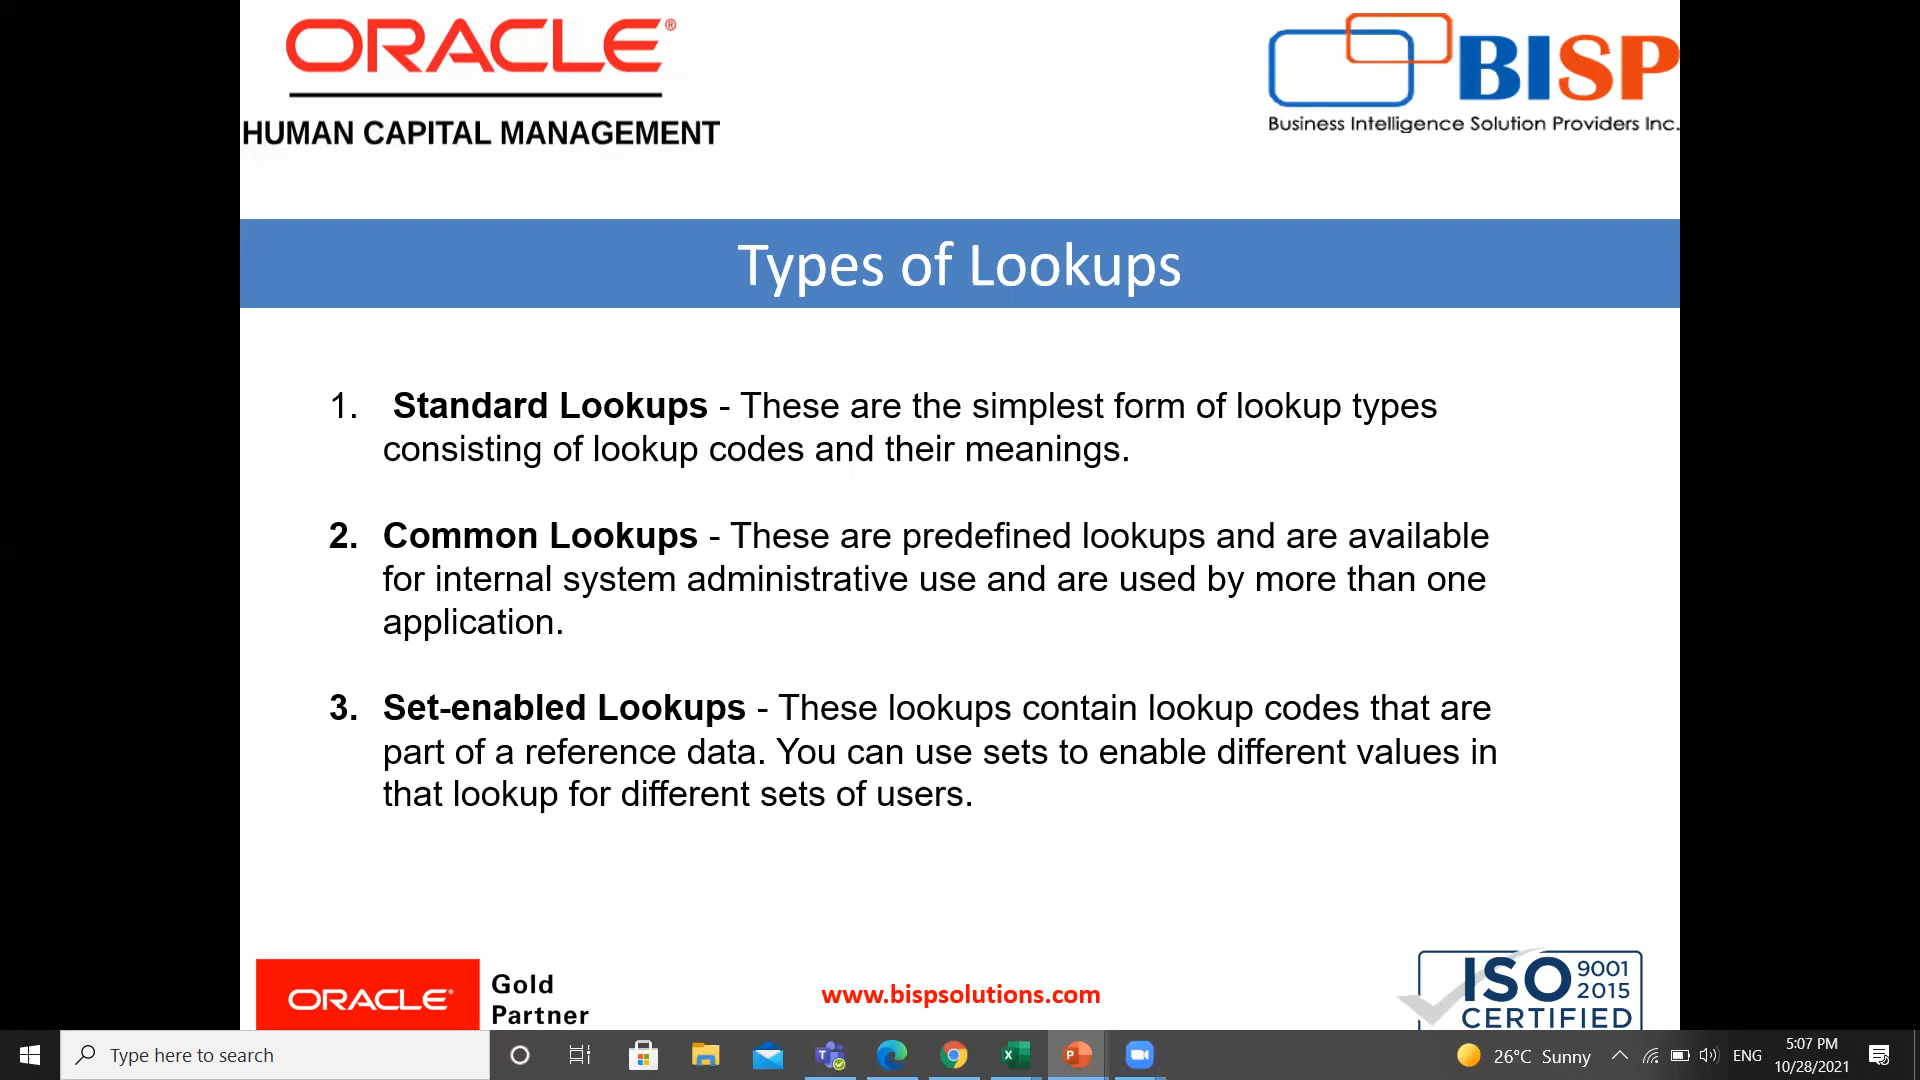 ORACLE®
HUMAN CAPITAL MANAGEMENT
BISP
Business Intelligence Solution Providers Inc.
Types of Lookups
1. Standard Lookups - These are the simplest form of lookup types
consisting of lookup codes and their meanings.
2. Common Lookups - These are predefined lookups and are available
for internal system administrative use and are used by more than one
application.
3. Set-enabled Lookups - These lookups contain lookup codes that are
part of a reference data. You can use sets to enable different values in
that lookup for different sets of users.
ORACLE®
Gold
Partner
www.bispsolutions.com
ISO 9001
2015
CERTIFIED
Type here to search
26°C Sunny
ENG
5:07 PM
10/28/2021